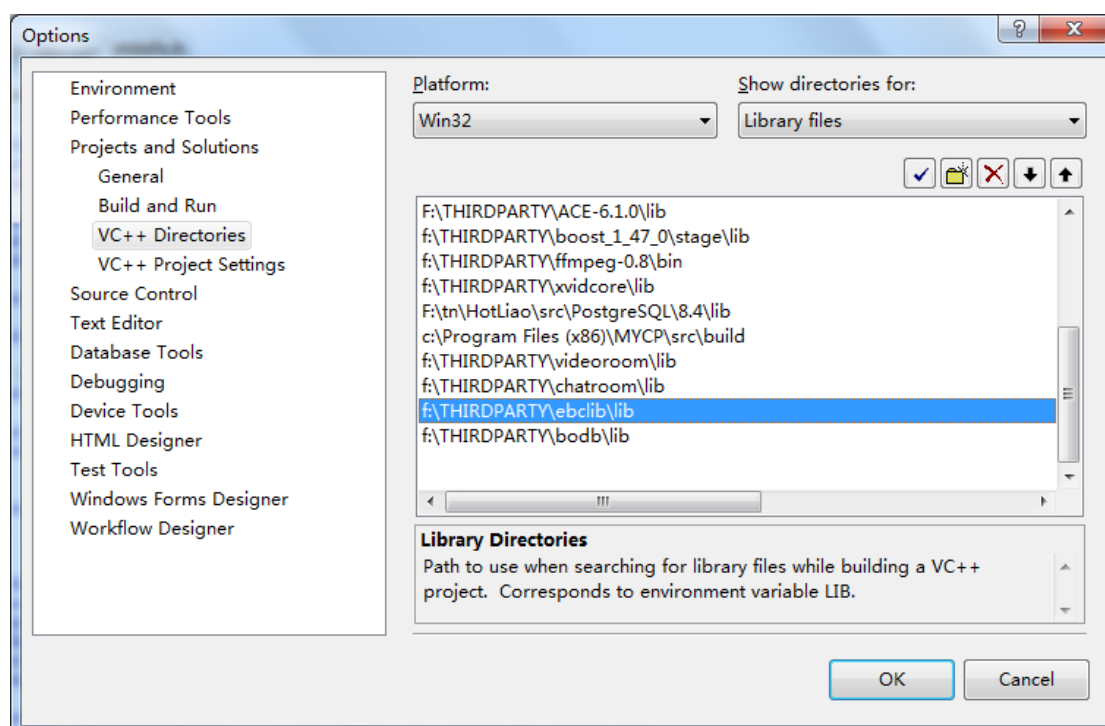 Options
Environment
Performance Tools
Projects and Solutions
General
Build and Run
VC++ Directories
VC++ Project Settings
Source Control
Text Editor
Database Tools
Debugging
Device Tools
HTML Designer
Test Tools
Windows Forms Designer
Workflow Designer
Platform:
Win32
Show directories for:
Library files
F:\THIRDPARTY\ACE-6.1.0\lib
f:\THIRDPARTY\boost_1_47_0\stage\lib
f:\THIRDPARTY\ffmpeg-0.8\bin
f:\THIRDPARTY\xvidcore\lib
F:\tn\HotLiao\src\PostgreSQL\8.4\lib
c:\Program Files (x86)\MYCP\src\build
f:\THIRDPARTY\videoroom\lib
f:\THIRDPARTY\chatroom\lib
f:\THIRDPARTY\ebclib\lib
f:\THIRDPARTY\bodb\lib
Library Directories
Path to use when searching for library files while building a VC++
project.  Corresponds to environment variable LIB.
OK
Cancel